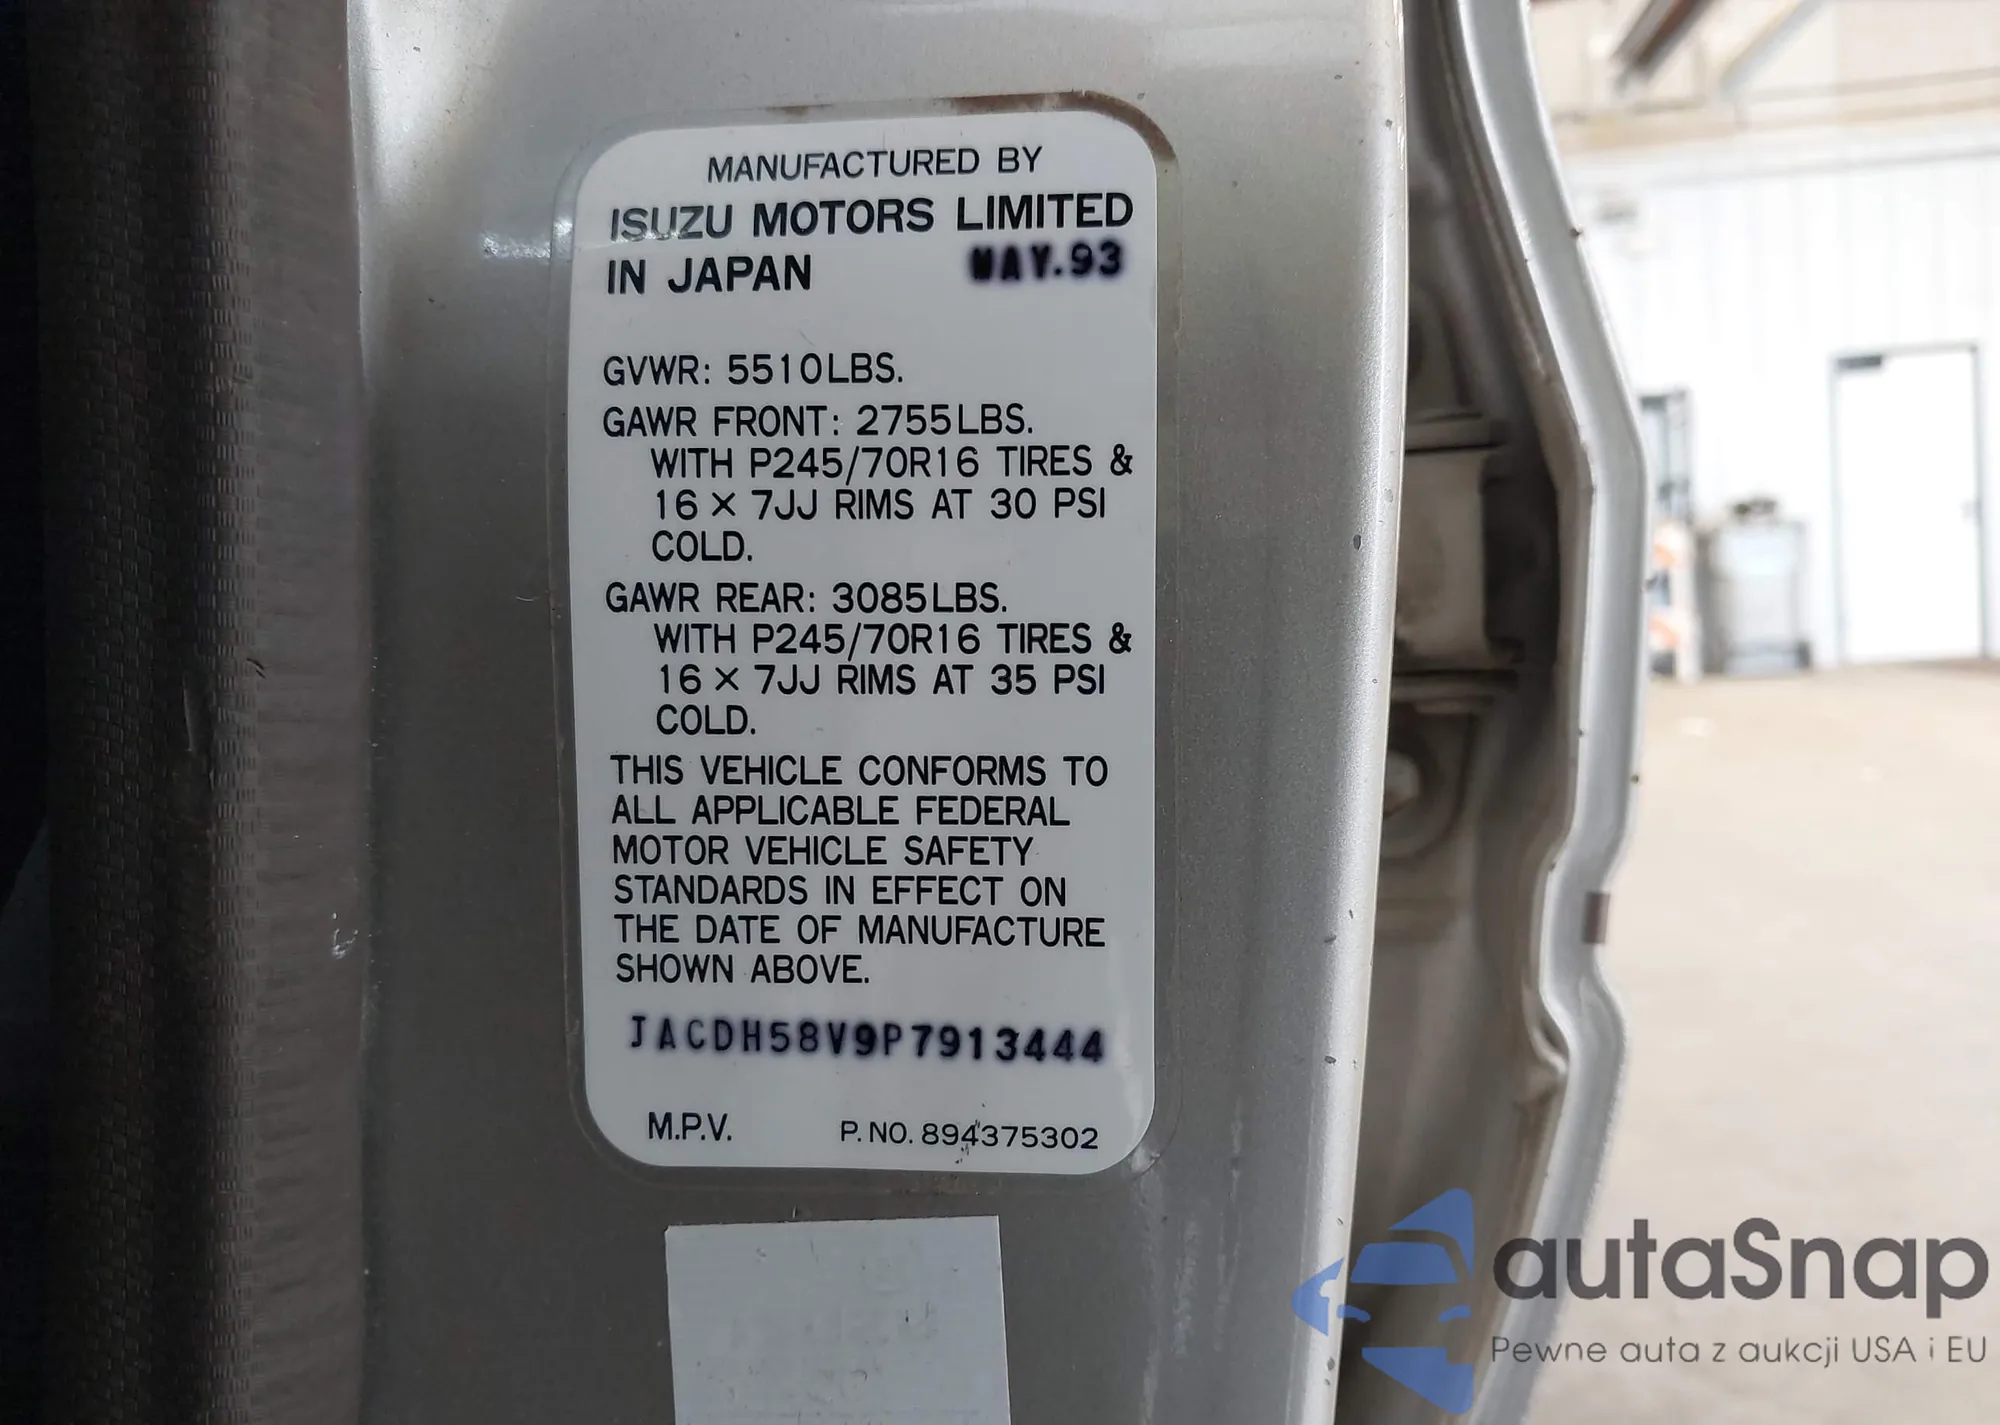 MANUFACTURED BY
ISUZU MOTORS LIMITED
IN JAPAN MAY.93
GVWR: 5510LBS.
GAWR FRONT: 2755LBS.
WITH P245/70R16 TIRES &
16 × 7JJ RIMS AT 30 PSI
COLD.
GAWR REAR: 3085LBS.
WITH P245/70R16 TIRES &
16 × 7JJ RIMS AT 35 PSI
COLD.
THIS VEHICLE CONFORMS TO
ALL APPLICABLE FEDERAL
MOTOR VEHICLE SAFETY
STANDARDS IN EFFECT ON
THE DATE OF MANUFACTURE
SHOWN ABOVE.
JACDH58V9P7913444
M.P.V. P. NO. 894375302
autaSnap
Pewne auta z aukcji USA i EU